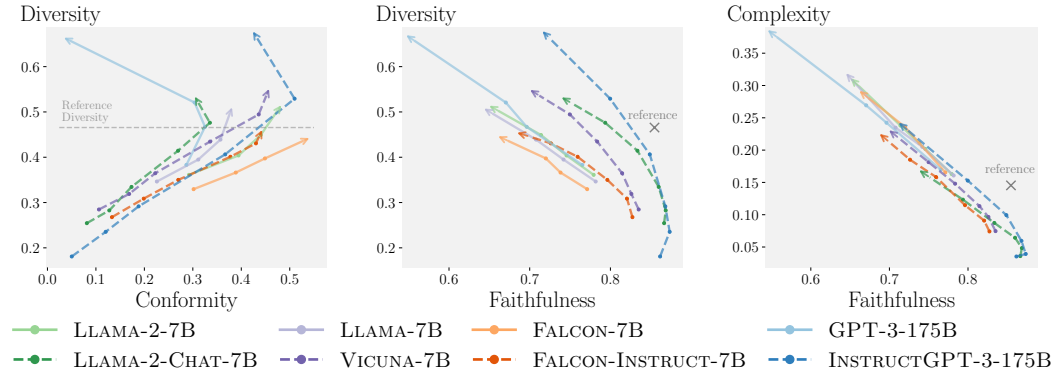 Diversity
0.6
0.5
0.4
0.3
0.2
Reference
Diversity
0.0 0.1 0.2 0.3 0.4 0.5
Conformity
Diversity
0.6
0.5
0.4
0.3
0.2
reference
0.6 0.7 0.8
Faithfulness
Complexity
0.35
0.30
0.25
0.20
0.15
0.10
0.05
reference
0.6 0.7 0.8
Faithfulness
LLAMA-2-7B LLAMA-7B FALCON-7B GPT-3-175B
LLAMA-2-CHAT-7B VICUNA-7B FALCON-INSTRUCT-7B INSTRUCTGPT-3-175B